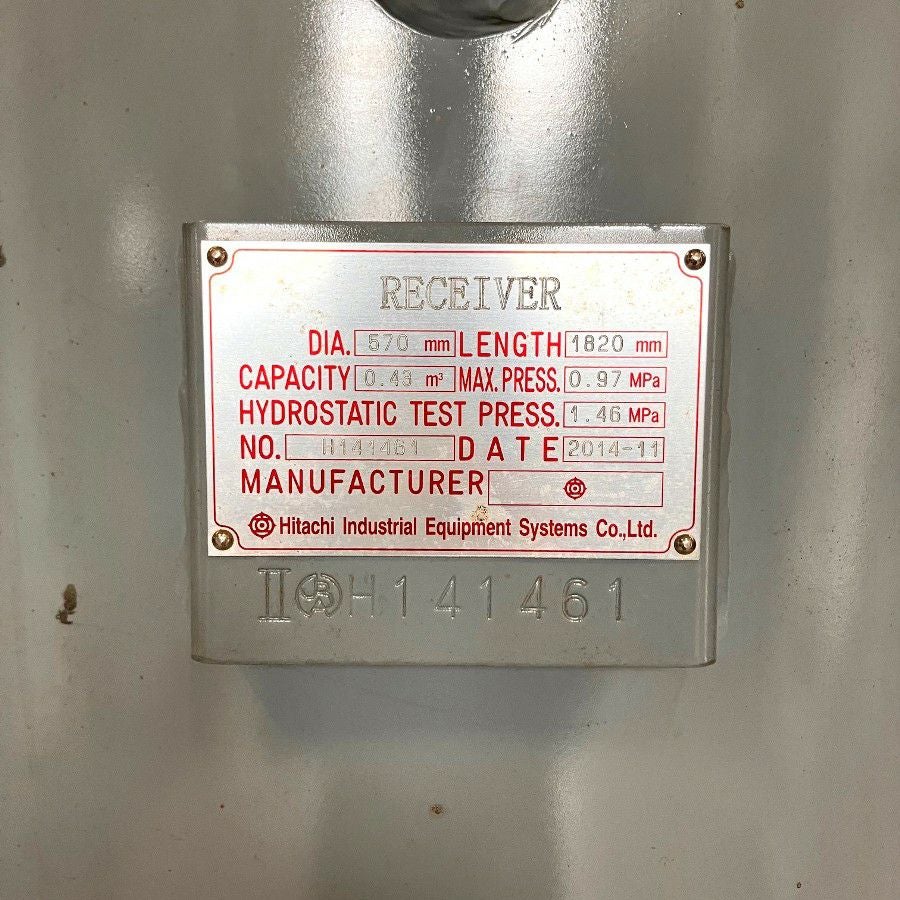 RECEIVER
DIA. 570 mm LENGTH 1820 mm
CAPACITY 0.43 m³ MAX. PRESS. 0.97 MPa
HYDROSTATIC TEST PRESS. 1.46 MPa
NO. H141461 DATE 2014-11
MANUFACTURER
Hitachi Industrial Equipment Systems Co.,Ltd.
II H141461